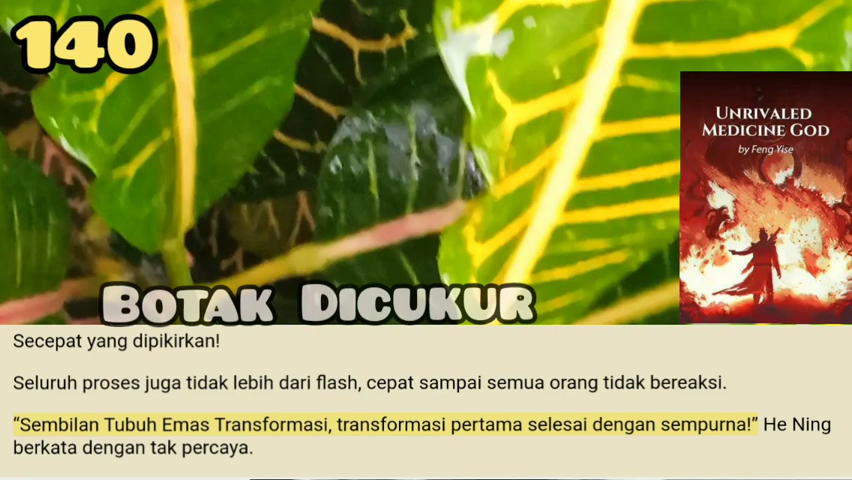 140
UNRIVALED
MEDICINE GOD
by Feng Yise
BOTAK DICUKUR
Secepat yang dipikirkan!
Seluruh proses juga tidak lebih dari flash, cepat sampai semua orang tidak bereaksi.
“Sembilan Tubuh Emas Transformasi, transformasi pertama selesai dengan sempurna!” He Ning
berkata dengan tak percaya.